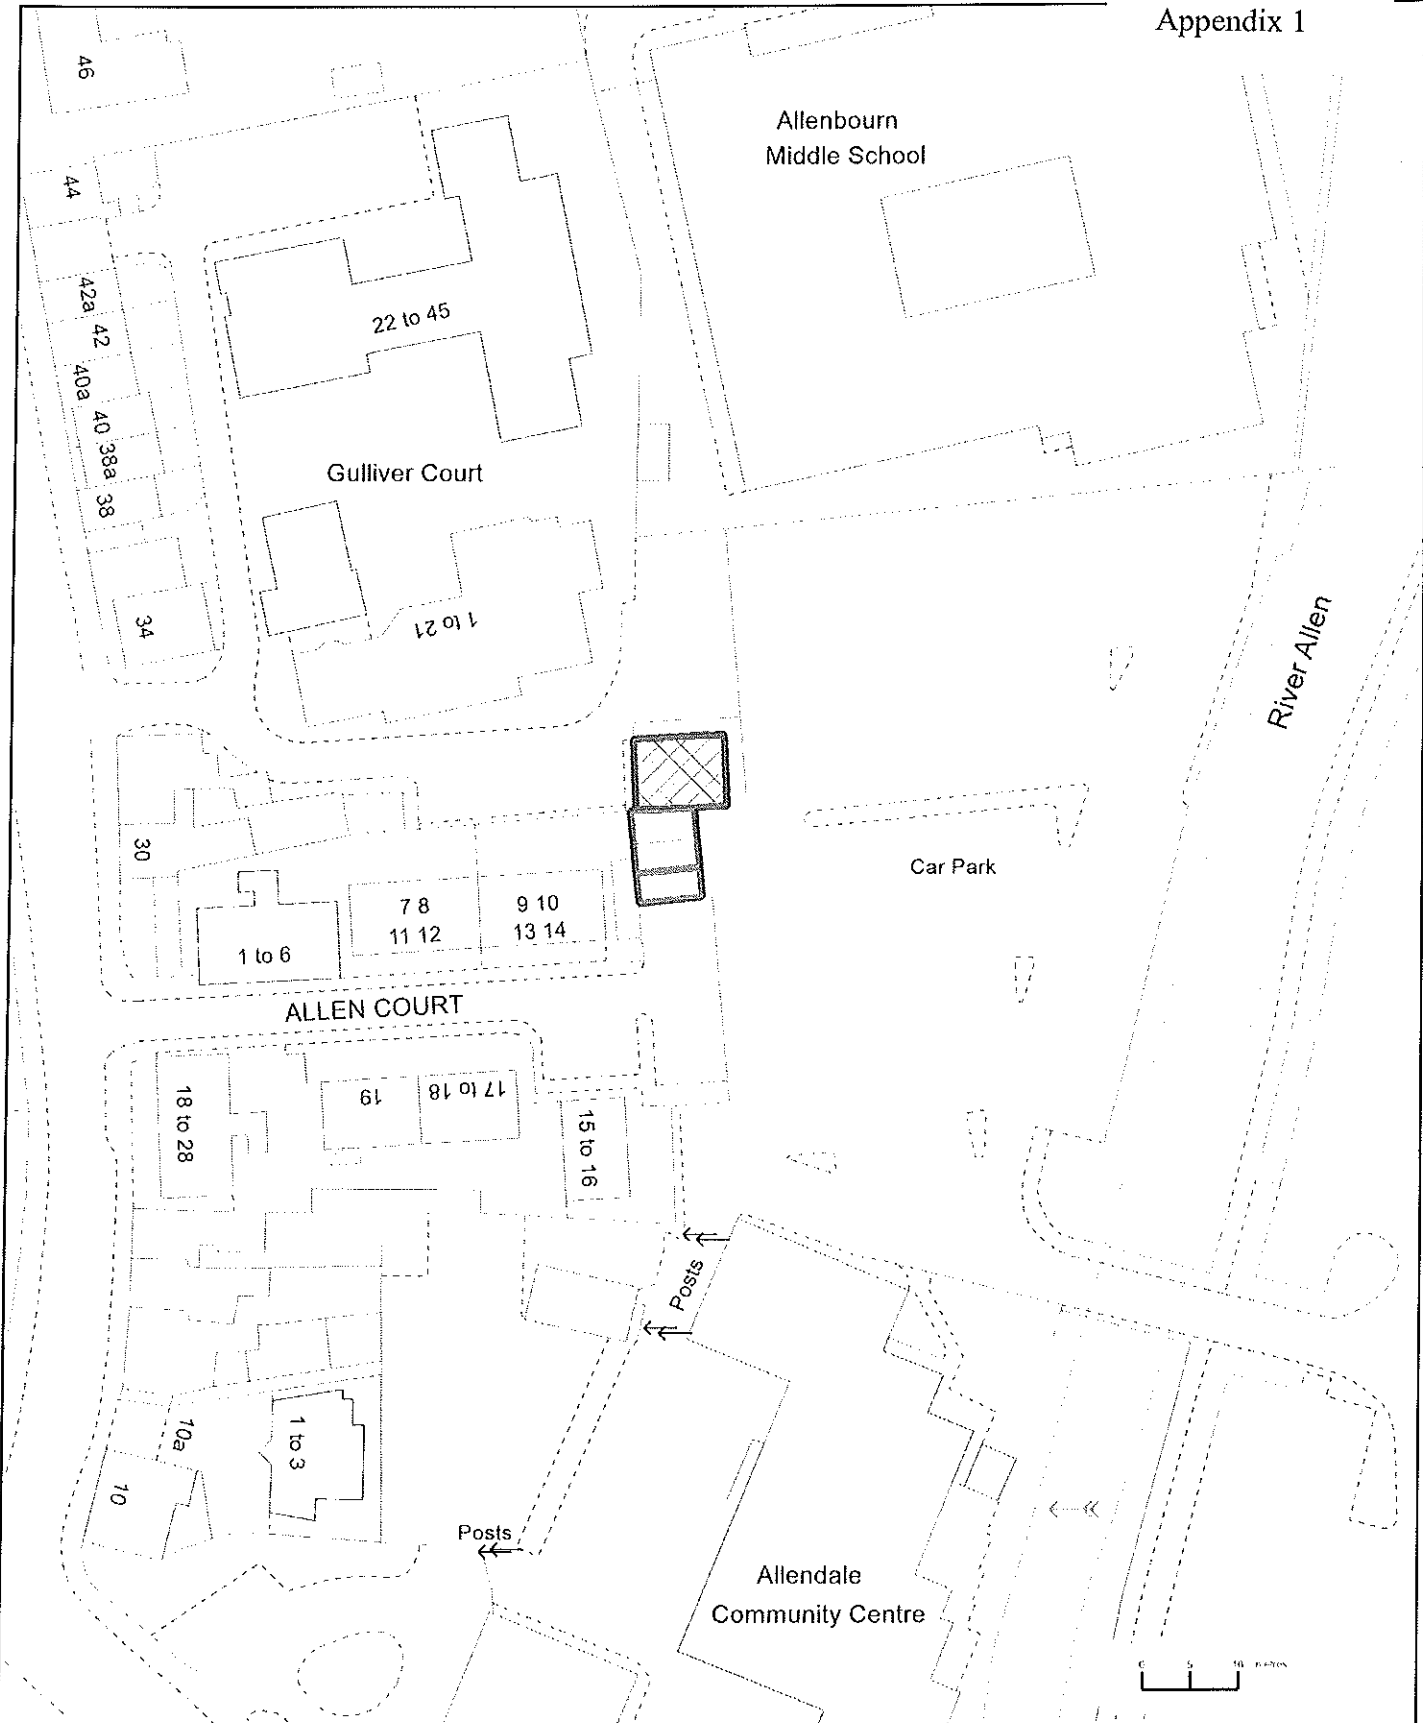 Appendix 1
46
Allenbourn
Middle School
44
42a
42
22 to 45
40a
40
38a
Gulliver Court
38
34
1 to 21
River Allen
30
Car Park
7 8
9 10
11 12
13 14
1 to 6
ALLEN COURT
18 to 28
19
17 to 18
15 to 16
Posts
10a
1 to 3
10
Posts
Allendale
Community Centre
5